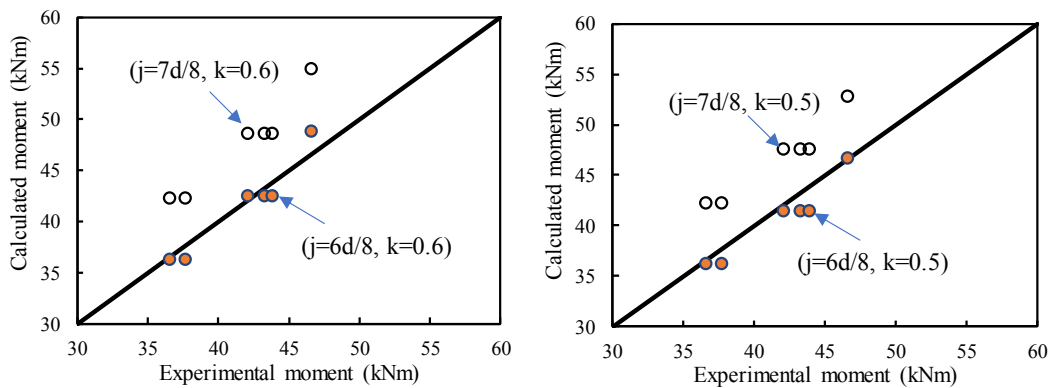 60
55
50
45
40
35
30
Calculated moment (kNm)
(j=7d/8, k=0.6)
(j=6d/8, k=0.6)
30 35 40 45 50 55 60
Experimental moment (kNm)
60
55
50
45
40
35
30
Calculated moment (kNm)
(j=7d/8, k=0.5)
(j=6d/8, k=0.5)
30 35 40 45 50 55 60
Experimental moment (kNm)